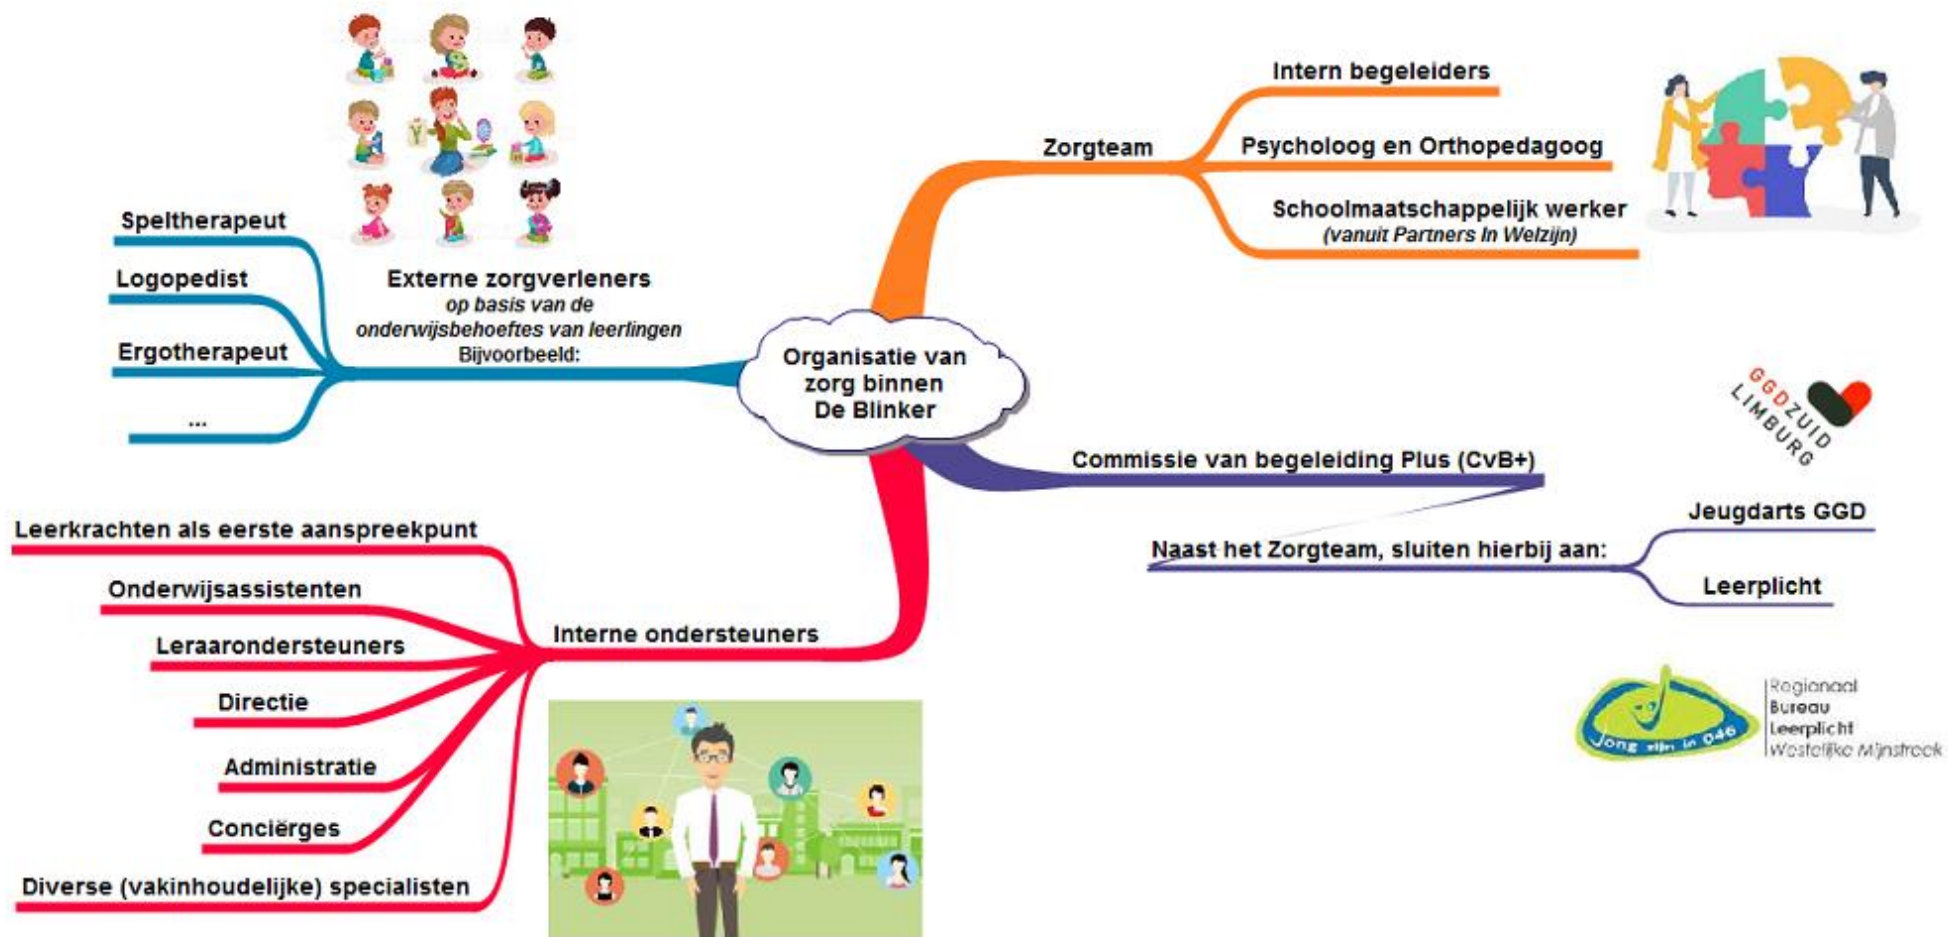 Organisatie van
zorg binnen
De Blinker
Zorgteam
Intern begeleiders
Psycholoog en Orthopedagoog
Schoolmaatschappelijk werker
(vanuit Partners In Welzijn)
Commissie van begeleiding Plus (CvB+)
Naast het Zorgteam, sluiten hierbij aan:
Jeugdarts GGD
Leerplicht
GGDZUID
LIMBURG
Jong zijn in 046
Regionaal
Bureau
Leerplicht
Westelijke Mijnstreek
Externe zorgverleners
op basis van de
onderwijsbehoeftes van leerlingen
Bijvoorbeeld:
Speltherapeut
Logopedist
Ergotherapeut
...
Interne ondersteuners
Leerkrachten als eerste aanspreekpunt
Onderwijsassistenten
Leraarondersteuners
Directie
Administratie
Conciërges
Diverse (vakinhoudelijke) specialisten